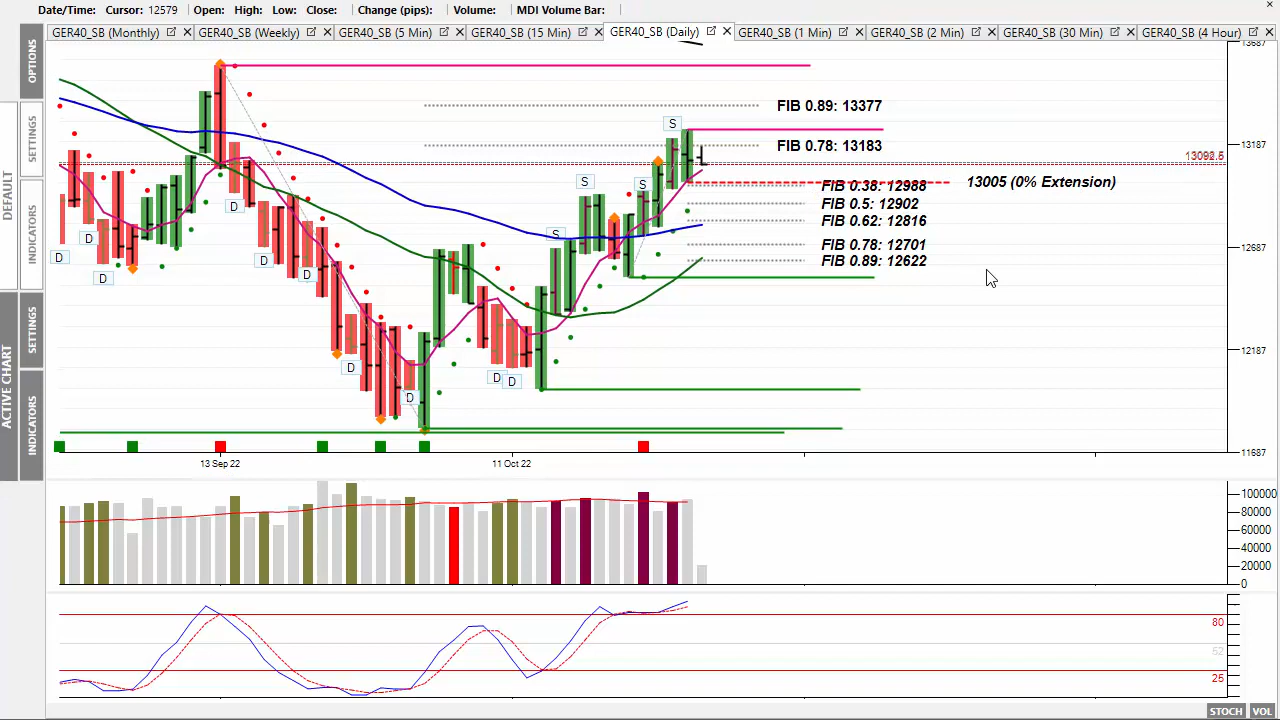 Date/Time: Cursor: 12579 Open: High: Low: Close: Change (pips): Volume: MDI Volume Bar:
GER40_SB (Monthly) GER40_SB (Weekly) GER40_SB (5 Min) GER40_SB (15 Min) GER40_SB (Daily) GER40_SB (1 Min) GER40_SB (2 Min) GER40_SB (30 Min) GER40_SB (4 Hour)
OPTIONS
SETTINGS
INDICATORS
DEFAULT
SETTINGS
INDICATORS
ACTIVE CHART
13687
FIB 0.89: 13377
S
FIB 0.78: 13183
13187
13092.5
S
S
13005 (0% Extension)
FIB 0.38: 12988
FIB 0.5: 12902
D
FIB 0.62: 12816
S
D
FIB 0.78: 12701
12687
D
D
FIB 0.89: 12622
D
D
12187
D
D
D
D
11687
13 Sep 22
11 Oct 22
100000
80000
60000
40000
20000
0
80
52
25
STOCH VOL